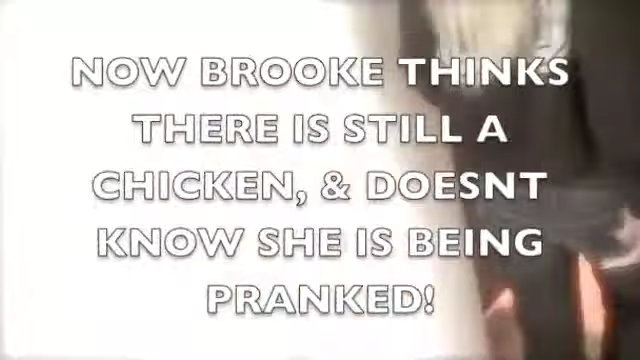 NOW BROOKE THINKS
THERE IS STILL A
CHICKEN, & DOESNT
KNOW SHE IS BEING
PRANKED!